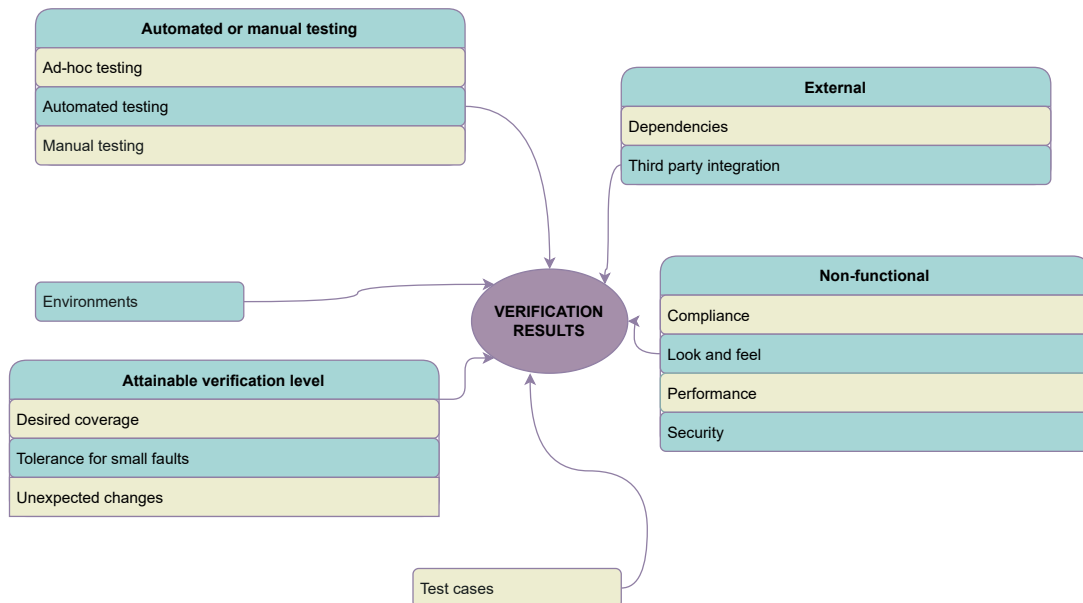 Automated or manual testing
Ad-hoc testing
Automated testing
Manual testing
External
Dependencies
Third party integration
Environments
VERIFICATION
RESULTS
Non-functional
Compliance
Look and feel
Performance
Security
Attainable verification level
Desired coverage
Tolerance for small faults
Unexpected changes
Test cases